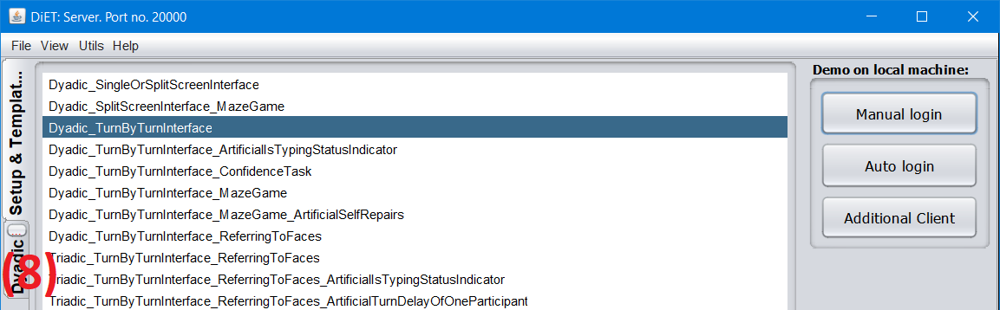 DiET: Server. Port no. 20000
File View Utils Help
Setup & Templat...
Dyadic
(8)
Dyadic_SingleOrSplitScreenInterface
Dyadic_SplitScreenInterface_MazeGame
Dyadic_TurnByTurnInterface
Dyadic_TurnByTurnInterface_ArtificialIsTypingStatusIndicator
Dyadic_TurnByTurnInterface_ConfidenceTask
Dyadic_TurnByTurnInterface_MazeGame
Dyadic_TurnByTurnInterface_MazeGame_ArtificialSelfRepairs
Dyadic_TurnByTurnInterface_ReferringToFaces
Triadic_TurnByTurnInterface_ReferringToFaces
Triadic_TurnByTurnInterface_ReferringToFaces_ArtificialIsTypingStatusIndicator
Triadic_TurnByTurnInterface_ReferringToFaces_ArtificialTurnDelayOfOneParticipant
Demo on local machine:
Manual login
Auto login
Additional Client